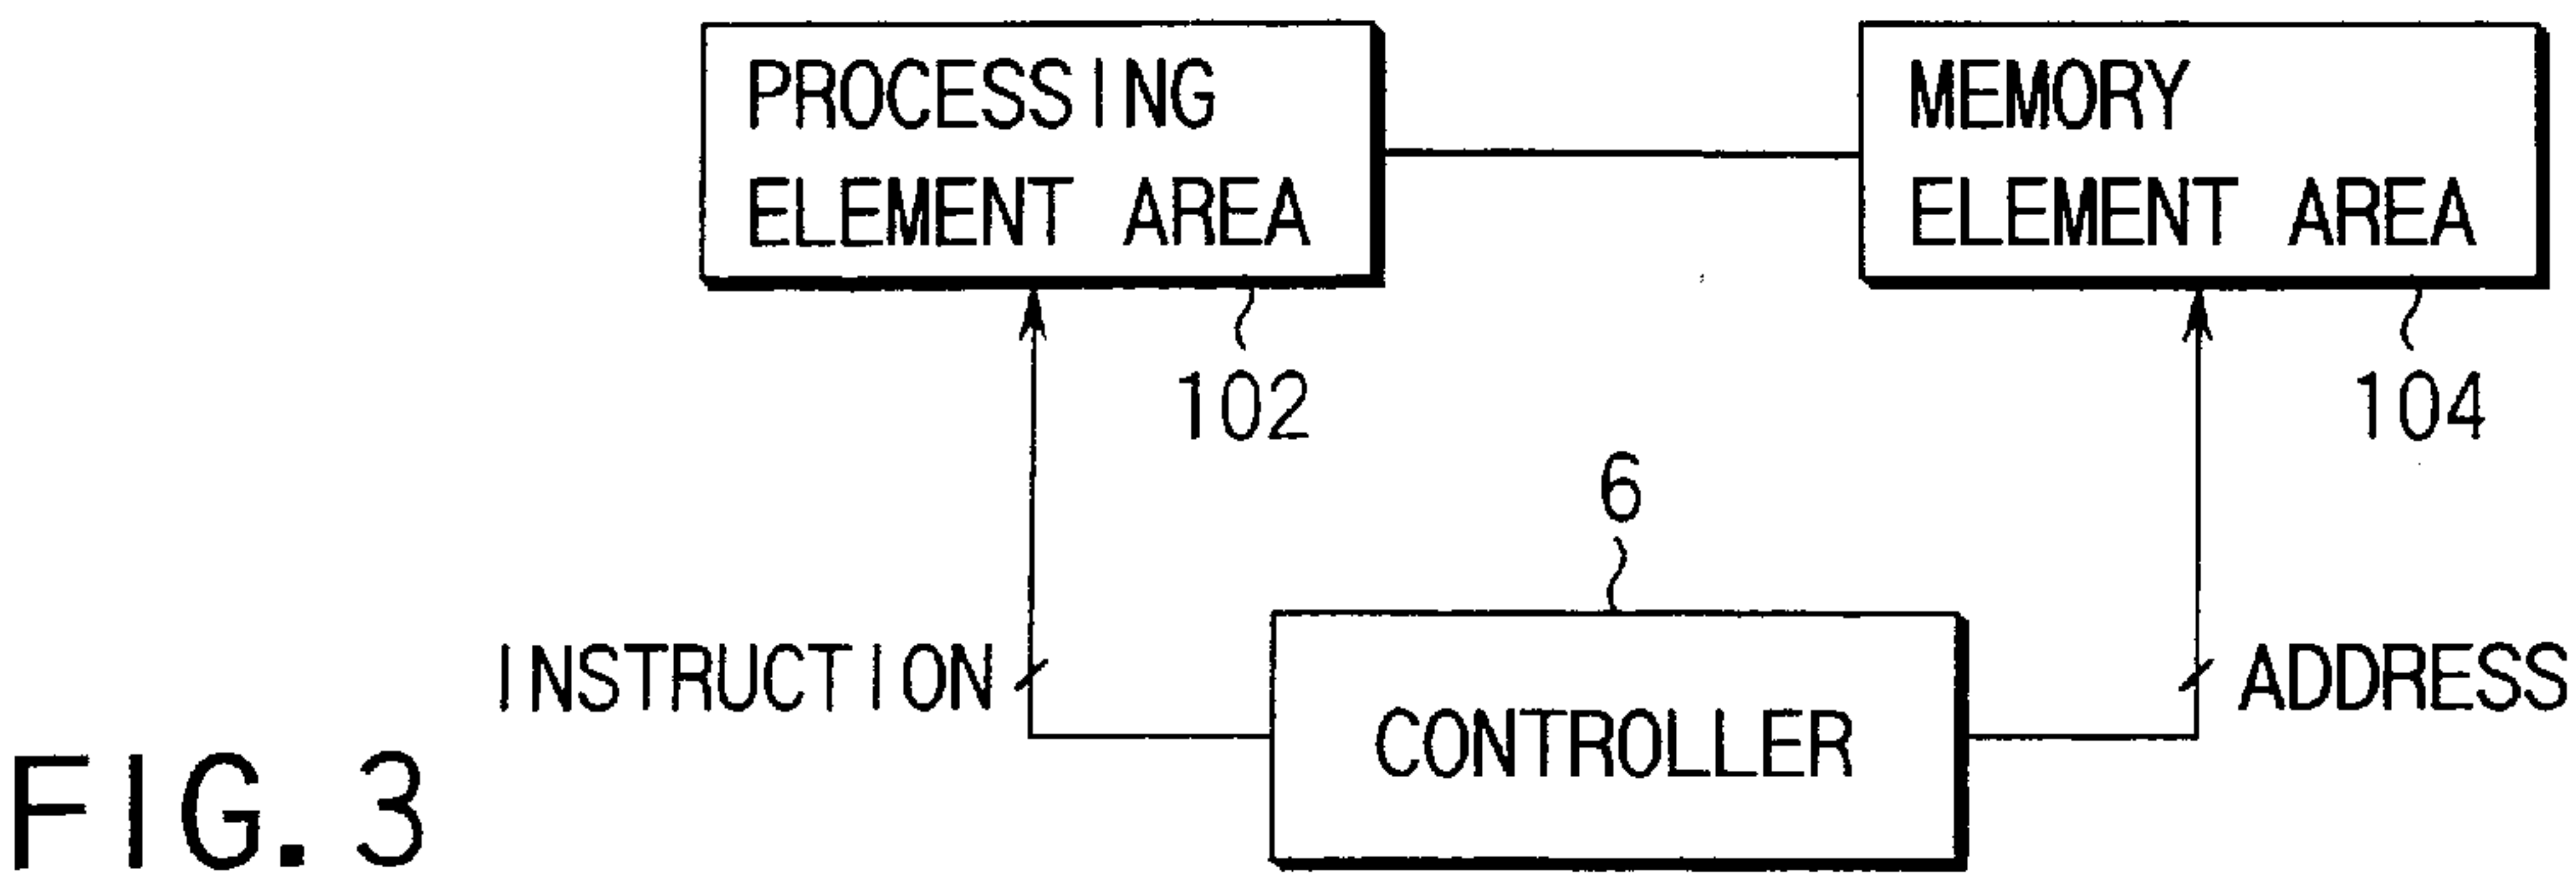 PROCESSING
ELEMENT AREA
MEMORY
ELEMENT AREA
102
104
6
INSTRUCTION
ADDRESS
CONTROLLER
FIG. 3